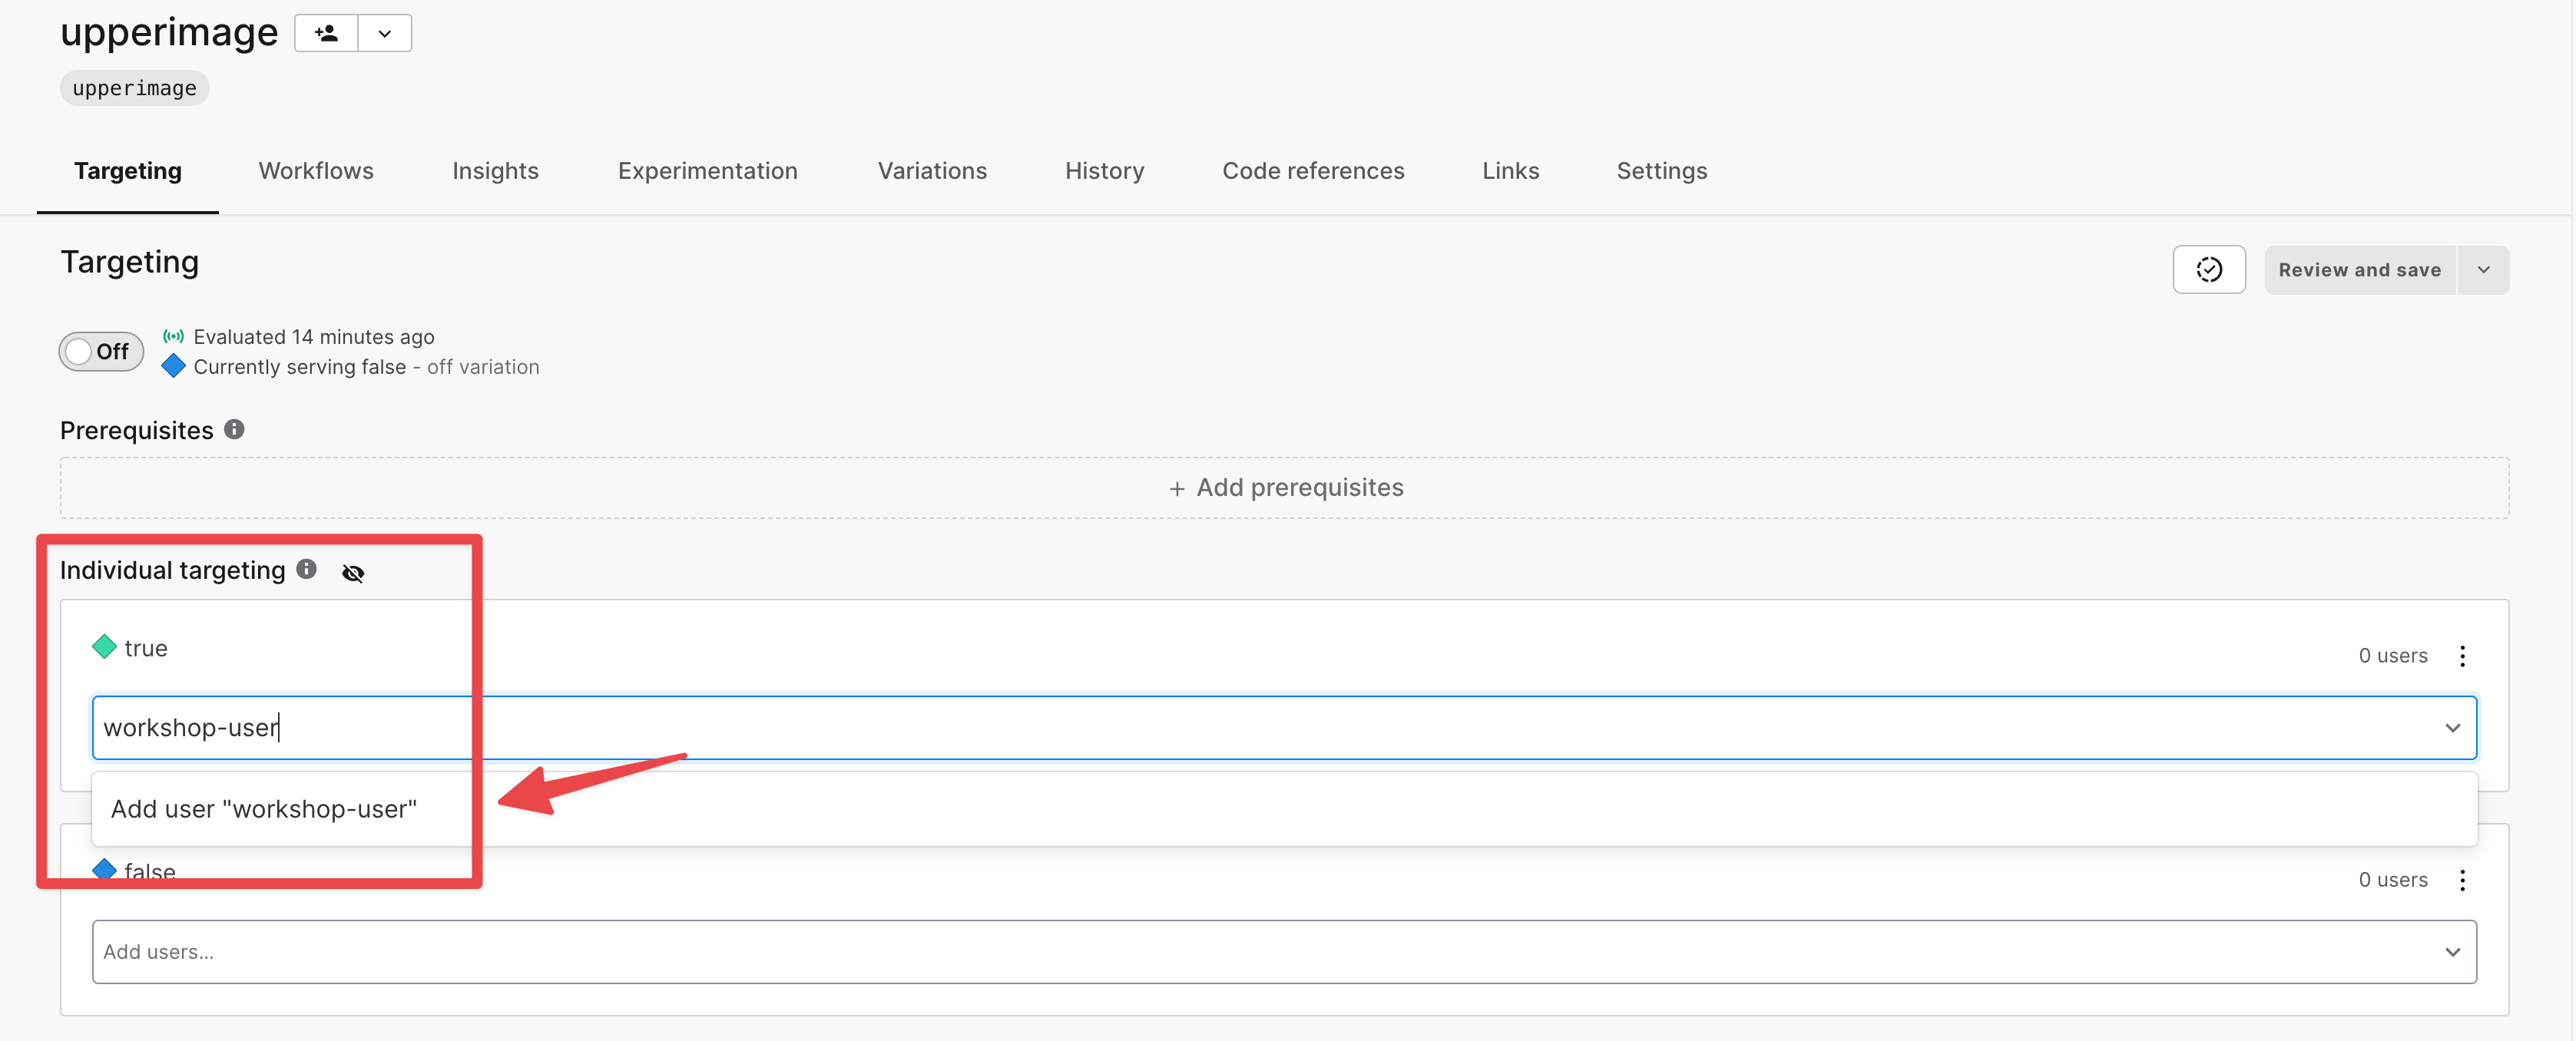 upperimage
upperimage
Targeting Workflows Insights Experimentation Variations History Code references Links Settings
Targeting
Review and save
Off
Evaluated 14 minutes ago
Currently serving false - off variation
Prerequisites
+ Add prerequisites
Individual targeting
true
0 users
workshop-user
Add user "workshop-user"
false
0 users
Add users...